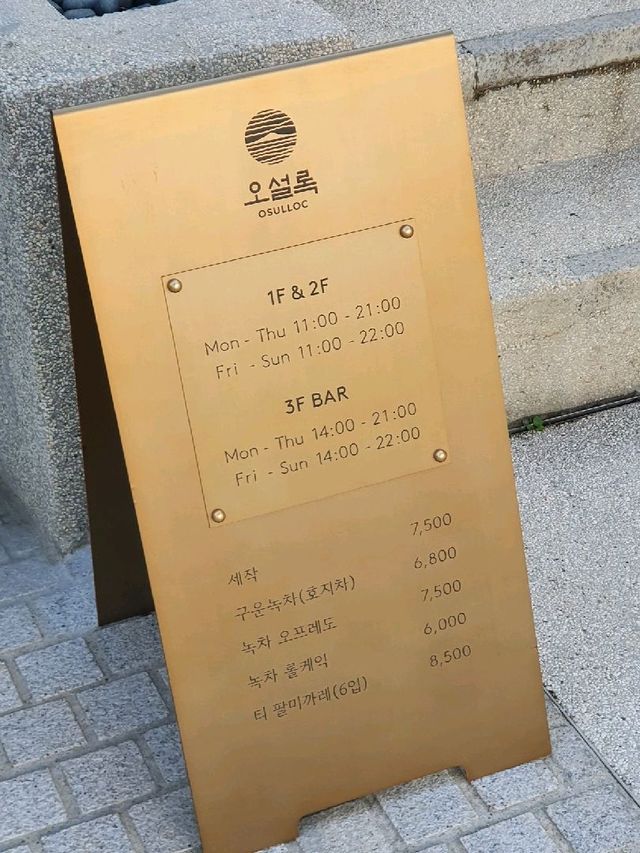 오설록
OSULLOC
1F & 2F
Mon - Thu 11:00 - 21:00
Fri - Sun 11:00 - 22:00
3F BAR
Mon - Thu 14:00 - 21:00
Fri - Sun 14:00 - 22:00
세작 7,500
구운녹차(호지차) 6,800
녹차 오프레도 7,500
녹차 롤케익 6,000
티 팔미까레(6입) 8,500